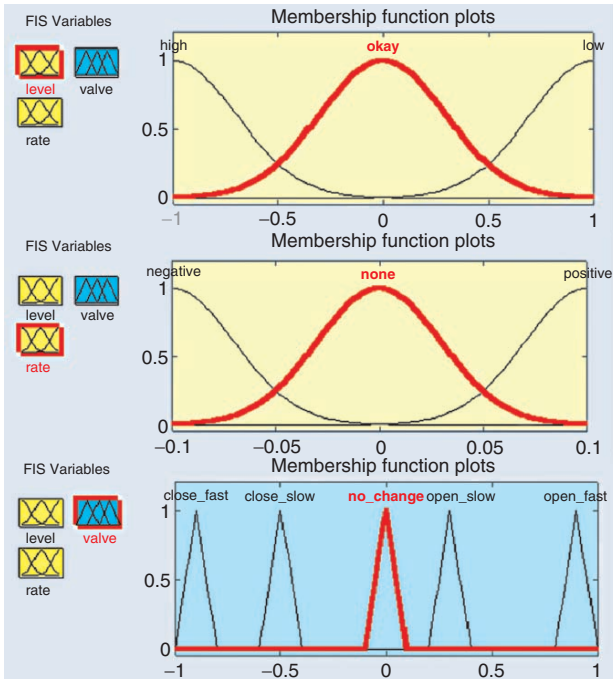 FIS Variables
level
valve
rate
Membership function plots
high
okay
low
1
0.5
0
−1
−0.5
0
0.5
1
FIS Variables
level
valve
rate
Membership function plots
negative
none
positive
1
0.5
0
−0.1
−0.05
0
0.05
0.1
FIS Variables
level
valve
rate
Membership function plots
close_fast
close_slow
no_change
open_slow
open_fast
1
0.5
0
−1
−0.5
0
0.5
1